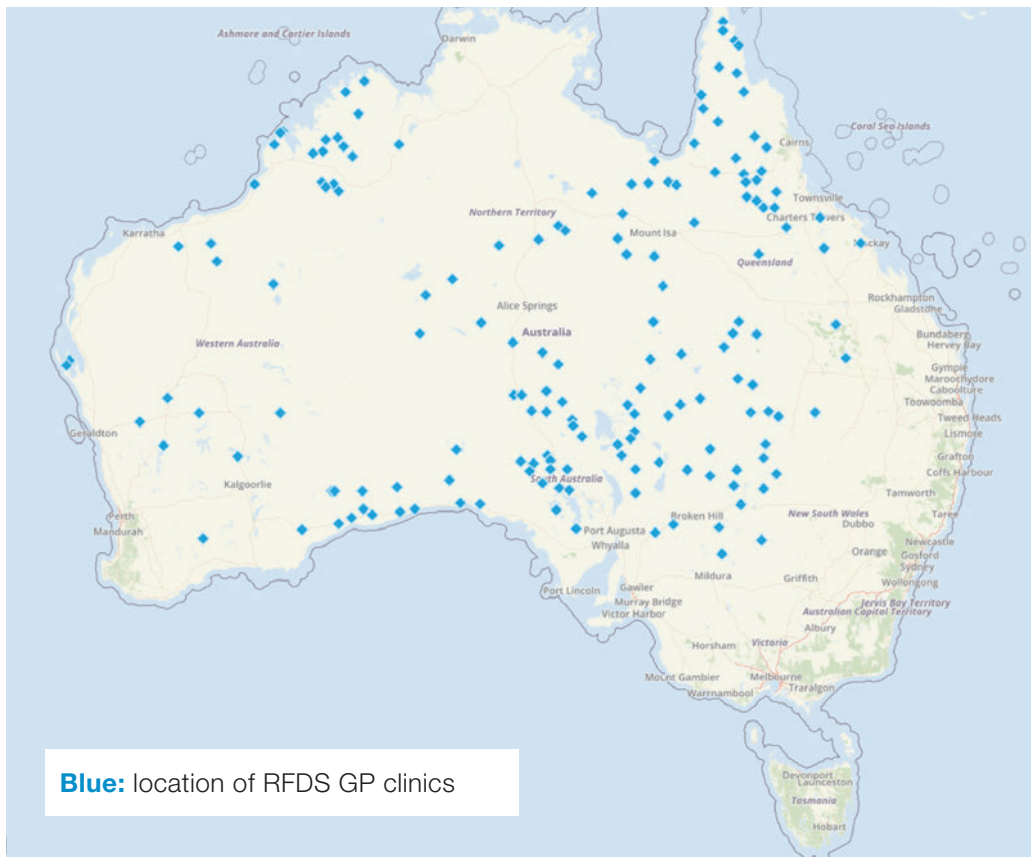 Ashmore and Cartier Islands
Darwin
Coral Sea Islands
Cairns
Townsville
Northern Territory
Charters Towers
Karratha
Mount Isa
Mackay
Queensland
Rockhampton
Gladstone
Alice Springs
Australia
Bundaberg
Hervey Bay
Western Australia
Gympie
Maroochydore
Caboolture
Toowoomba
Tweed Heads
Geraldton
Lismore
Grafton
Coffs Harbour
South Australia
Kalgoorlie
Tamworth
Perth
Broken Hill
New South Wales
Taree
Mandurah
Port Augusta
Dubbo
Whyalla
Newcastle
Orange
Gosford
Sydney
Mildura
Griffith
Wollongong
Port Lincoln
Gawler
Murray Bridge
Jervis Bay Territory
Victor Harbor
Australian Capital Territory
Albury
Horsham
Victoria
Mount Gambier
Melbourne
Warrnambool
Traralgon
Blue: location of RFDS GP clinics
Devonport
Launceston
Tasmania
Hobart